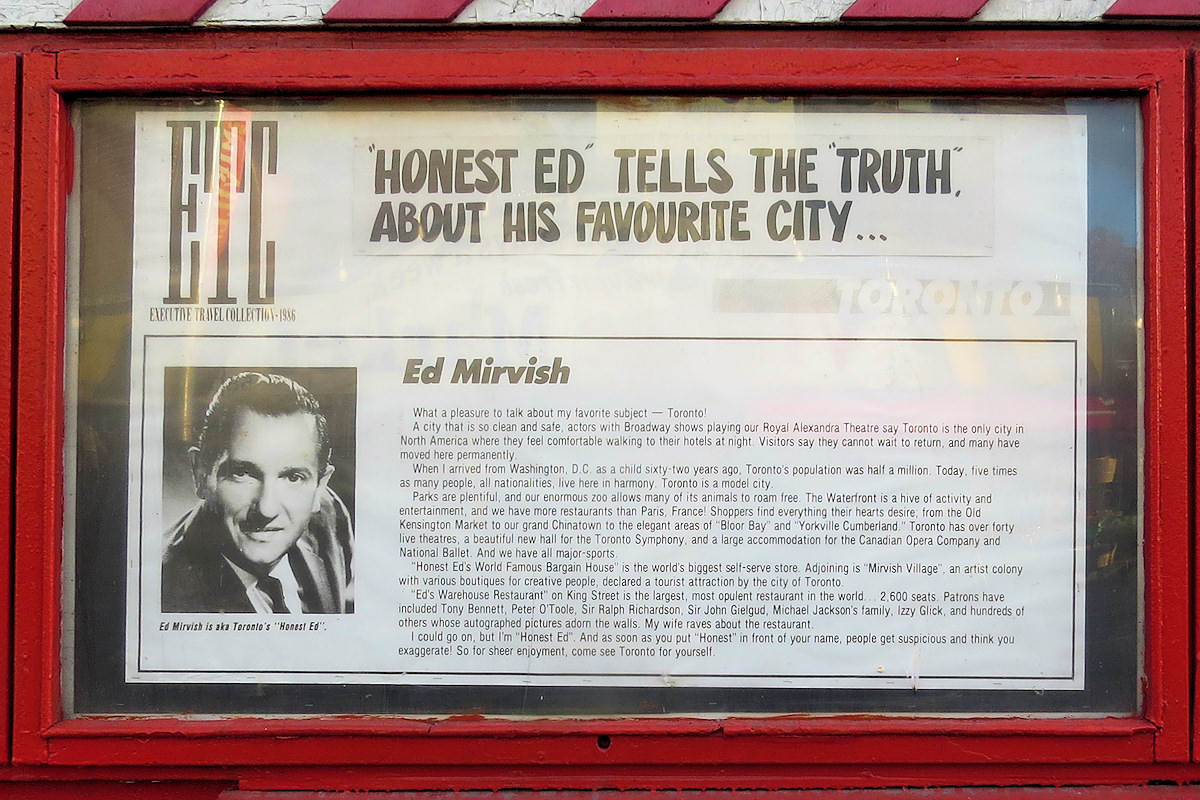 ETC
EXECUTIVE TRAVEL COLLECTION-1986
"HONEST ED" TELLS THE "TRUTH",
ABOUT HIS FAVOURITE CITY...
TORONTO
Ed Mirvish
What a pleasure to talk about my favorite subject — Toronto!
A city that is so clean and safe, actors with Broadway shows playing our Royal Alexandra Theatre say Toronto is the only city in
North America where they feel comfortable walking to their hotels at night. Visitors say they cannot wait to return, and many have
moved here permanently.
When I arrived from Washington, D.C. as a child sixty-two years ago, Toronto's population was half a million. Today, five times
as many people, all nationalities, live here in harmony. Toronto is a model city.
Parks are plentiful, and our enormous zoo allows many of its animals to roam free. The Waterfront is a hive of activity and
entertainment, and we have more restaurants than Paris, France! Shoppers find everything their hearts desire, from the Old
Kensington Market to our grand Chinatown to the elegant areas of "Bloor Bay" and "Yorkville Cumberland." Toronto has over forty
live theatres, a beautiful new hall for the Toronto Symphony, and a large accommodation for the Canadian Opera Company and
National Ballet. And we have all major-sports.
"Honest Ed's World Famous Bargain House" is the world's biggest self-serve store. Adjoining is "Mirvish Village", an artist colony
with various boutiques for creative people, declared a tourist attraction by the city of Toronto.
"Ed's Warehouse Restaurant" on King Street is the largest, most opulent restaurant in the world... 2,600 seats. Patrons have
included Tony Bennett, Peter O'Toole, Sir Ralph Richardson, Sir John Gielgud, Michael Jackson's family, Izzy Glick, and hundreds of
others whose autographed pictures adorn the walls. My wife raves about the restaurant.
I could go on, but I'm "Honest Ed". And as soon as you put "Honest" in front of your name, people get suspicious and think you
exaggerate! So for sheer enjoyment, come see Toronto for yourself.
Ed Mirvish is aka Toronto's "Honest Ed".